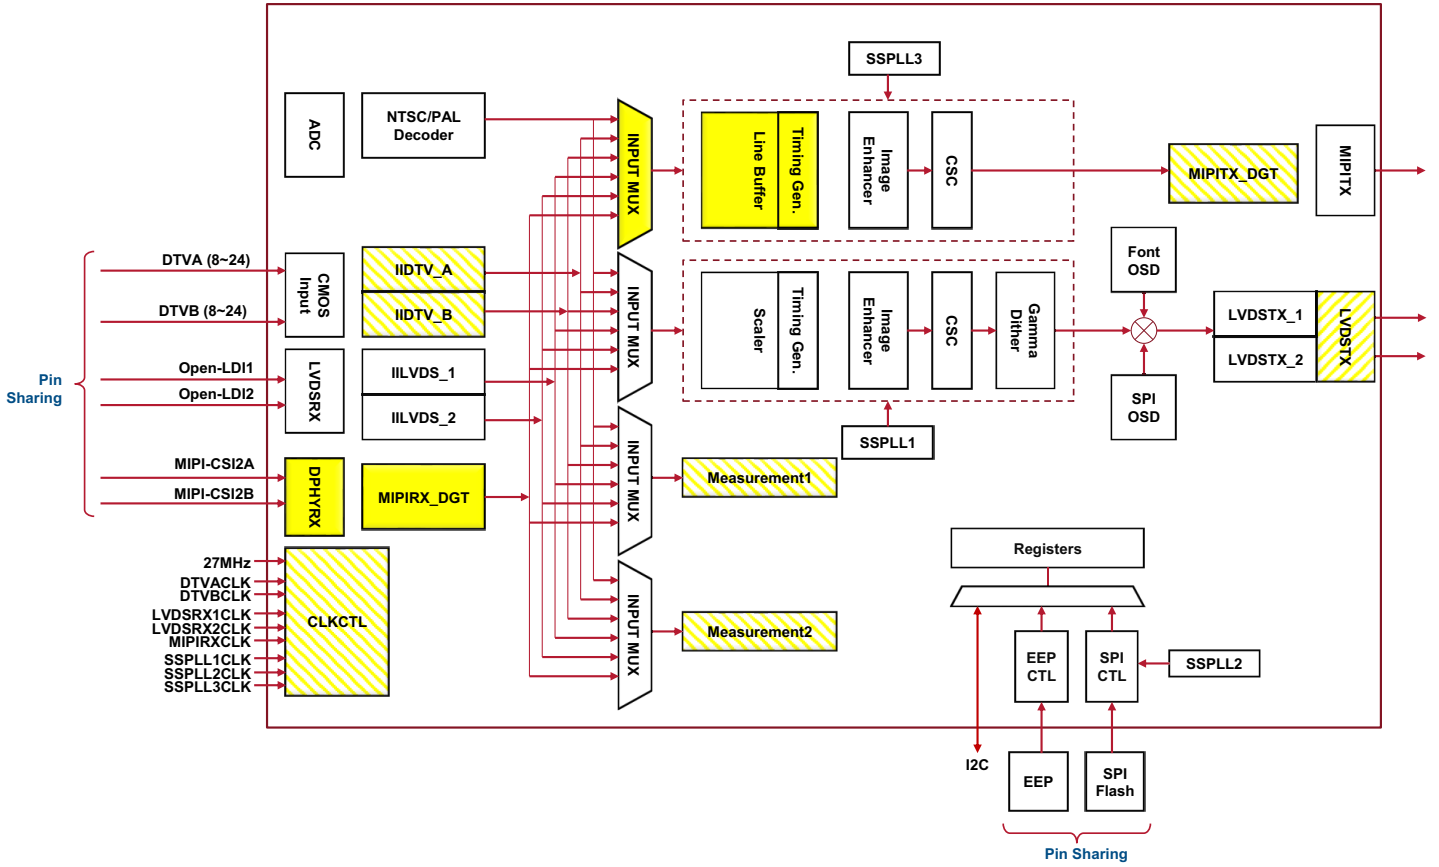 SSPLL3
ADC
NTSC/PAL
Decoder
INPUT MUX
Line Buffer
Timing Gen.
Image
Enhancer
CSC
MIPITX_DGT
MIPITX
DTVA (8~24)
DTVB (8~24)
CMOS
Input
IIDTV_A
IIDTV_B
INPUT MUX
Scaler
Timing Gen.
Image
Enhancer
CSC
Gamma
Dither
Font
OSD
SPI
OSD
LVDSTX_1
LVDSTX_2
LVDSTX
Pin
Sharing
Open-LDI1
Open-LDI2
LVDSRX
IILVDS_1
IILVDS_2
SSPLL1
MIPI-CSI2A
MIPI-CSI2B
DPHYRX
MIPIRX_DGT
INPUT MUX
Measurement1
27MHz
DTVACLK
DTVBCLK
LVDSRX1CLK
LVDSRX2CLK
MIPIRXCLK
SSPLL1CLK
SSPLL2CLK
SSPLL3CLK
CLKCTL
INPUT MUX
Measurement2
Registers
EEP
CTL
SPI
CTL
SSPLL2
I2C
EEP
SPI
Flash
Pin Sharing